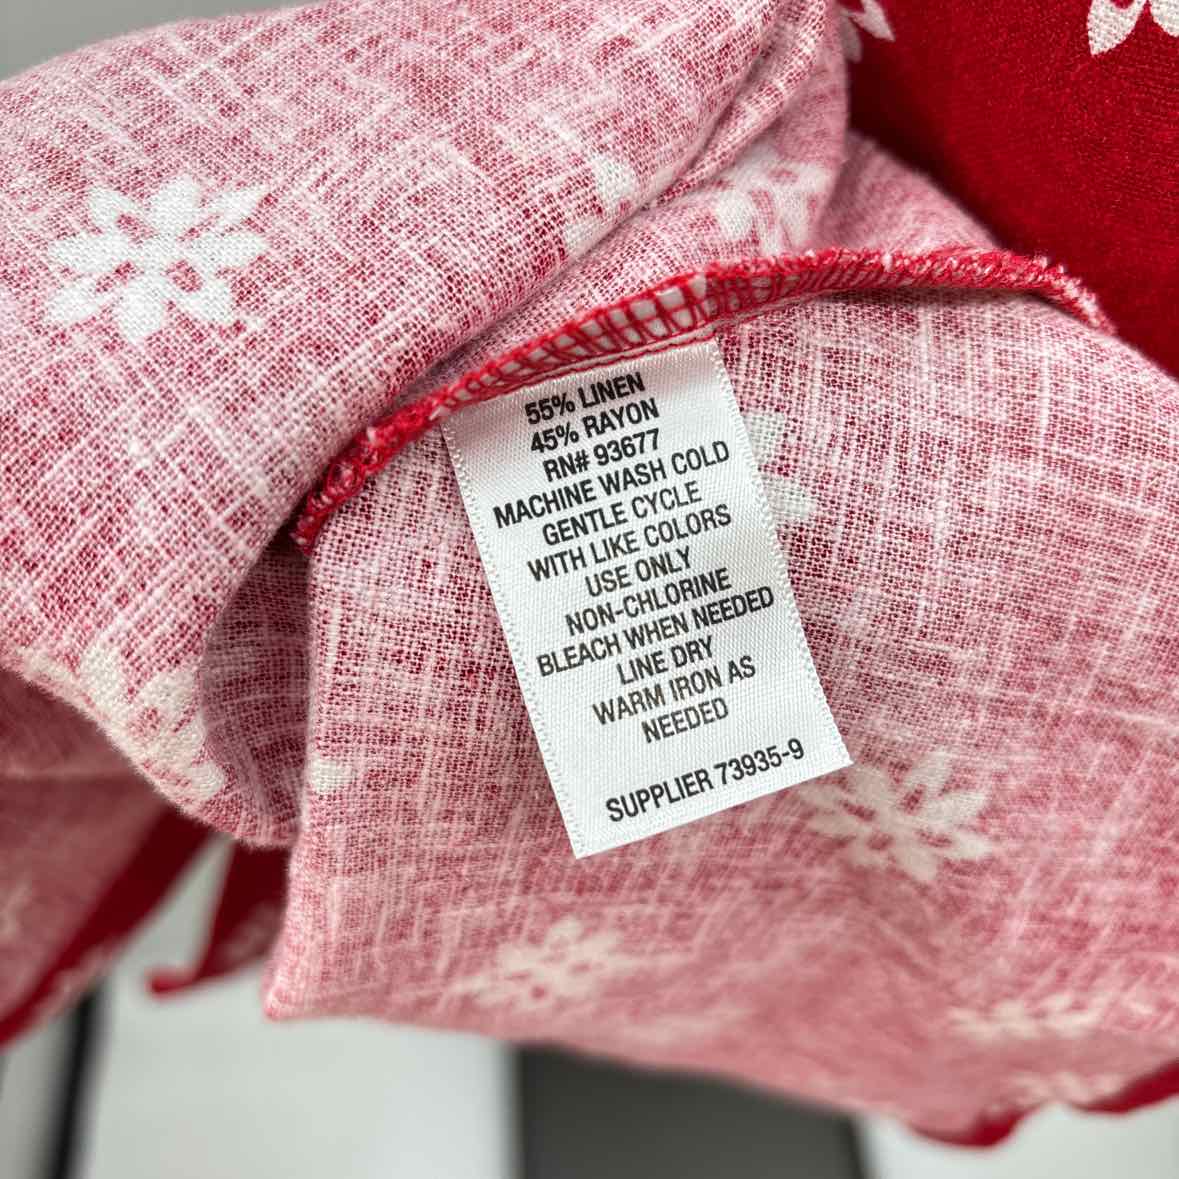 55% LINEN
45% RAYON
RN# 93677
MACHINE WASH COLD
GENTLE CYCLE
WITH LIKE COLORS
USE ONLY
NON-CHLORINE
BLEACH WHEN NEEDED
LINE DRY
WARM IRON AS
NEEDED
SUPPLIER 73935-9